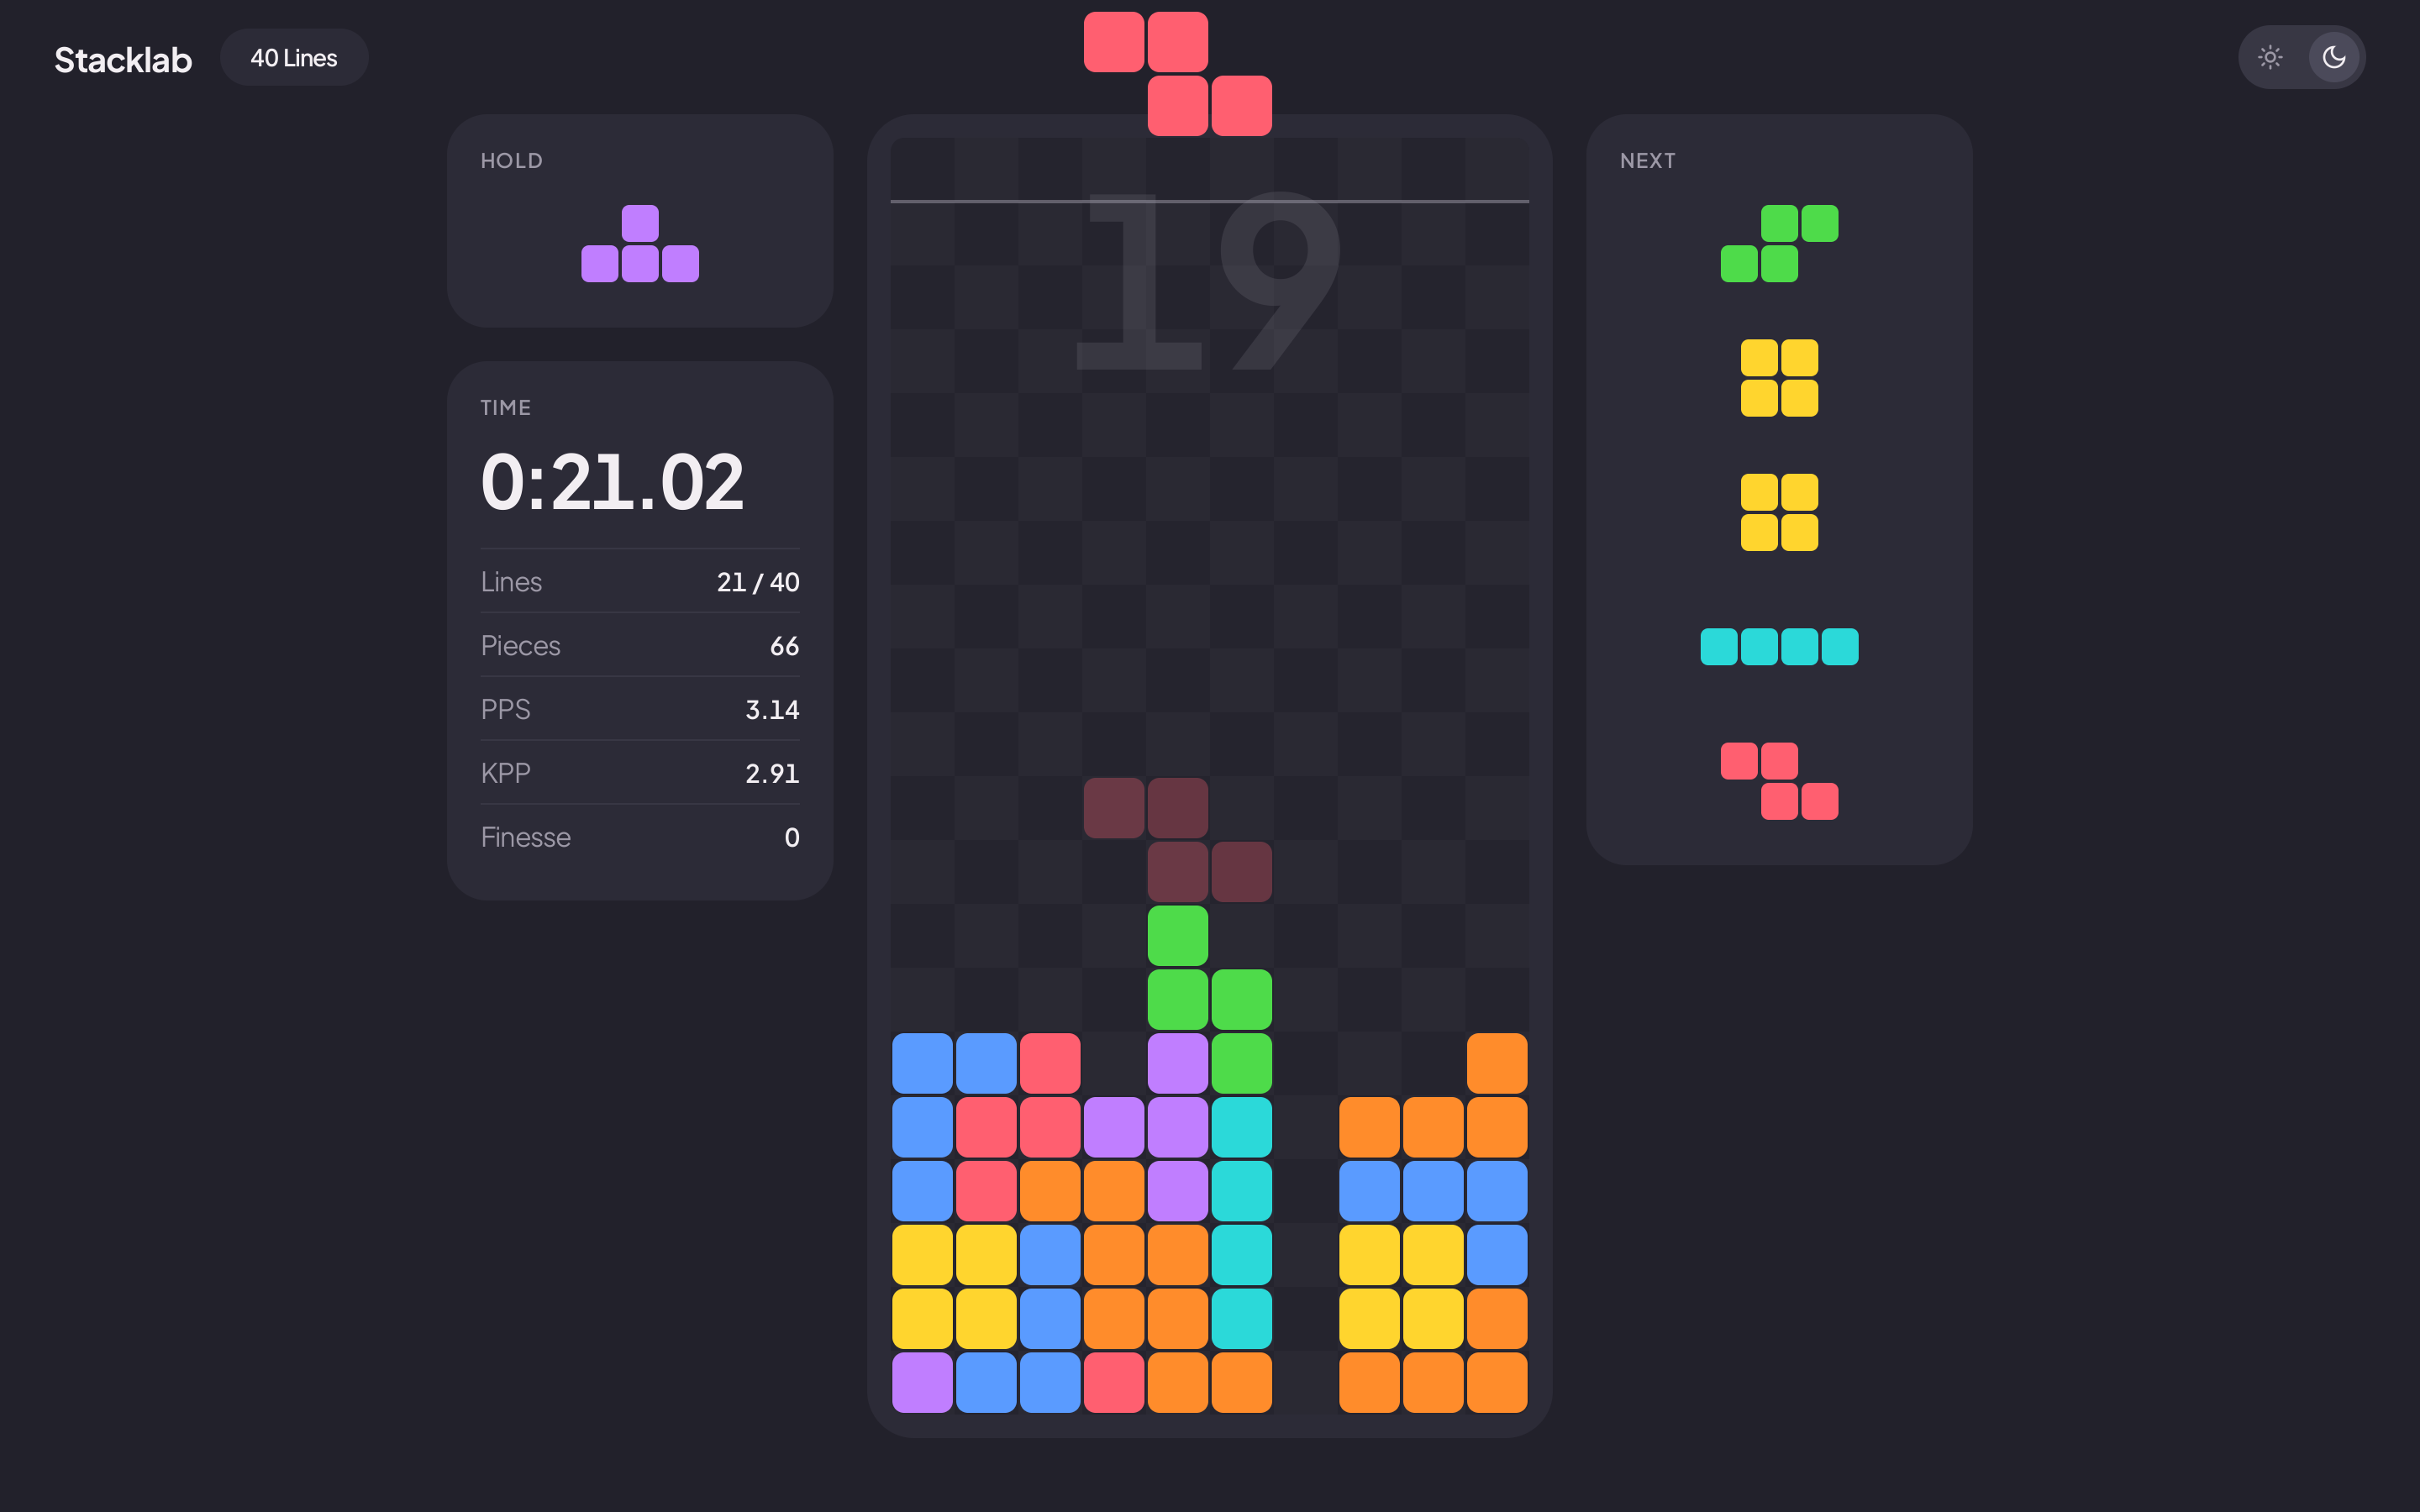 Stacklab
40 Lines
HOLD
TIME
0:21.02
Lines 21 / 40
Pieces 66
PPS 3.14
KPP 2.91
Finesse 0
19
NEXT